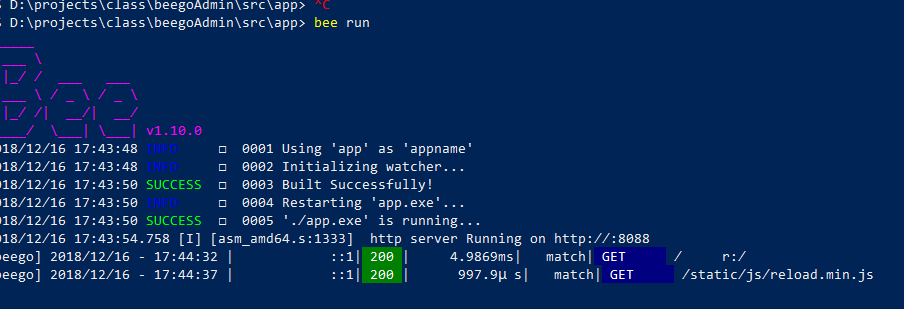 S D:\projects\class\beegoAdmin\src\app> ^C
S D:\projects\class\beegoAdmin\src\app> bee run
v1.10.0
018/12/16 17:43:48 INFO 0001 Using 'app' as 'appname'
018/12/16 17:43:48 INFO 0002 Initializing watcher...
018/12/16 17:43:50 SUCCESS 0003 Built Successfully!
018/12/16 17:43:50 INFO 0004 Restarting 'app.exe'...
018/12/16 17:43:50 SUCCESS 0005 './app.exe' is running...
018/12/16 17:43:54.758 [I] [asm_amd64.s:1333]  http server Running on http://:8088
beego] 2018/12/16 - 17:44:32 | ::1| 200 | 4.9869ms| match| GET / r:/
beego] 2018/12/16 - 17:44:37 | ::1| 200 | 997.9µs| match| GET /static/js/reload.min.js